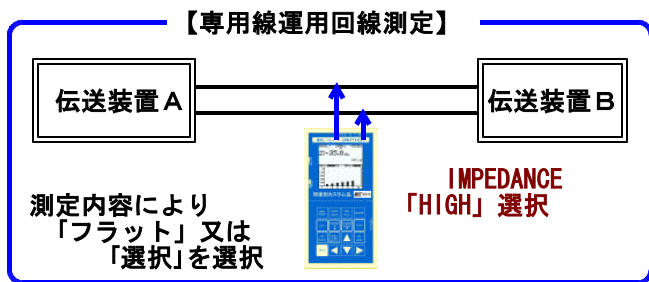 【専用線運用回線測定】
伝送装置A
伝送装置B
-35.0
IMPEDANCE
「HIGH」選択
測定内容により
「フラット」又は
「選択」を選択